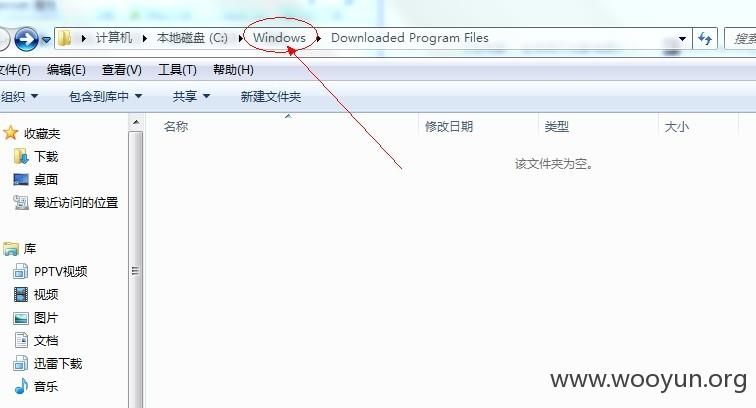 计算机 本地磁盘 (C:) Windows Downloaded Program Files 搜索
文件(F) 编辑(E) 查看(V) 工具(T) 帮助(H)
组织 包含到库中 共享 新建文件夹
收藏夹 名称 修改日期 类型 大小
下载 该文件夹为空。
桌面
最近访问的位置
库
PPTV视频
视频
图片
文档
迅雷下载
音乐
www.wooyun.org